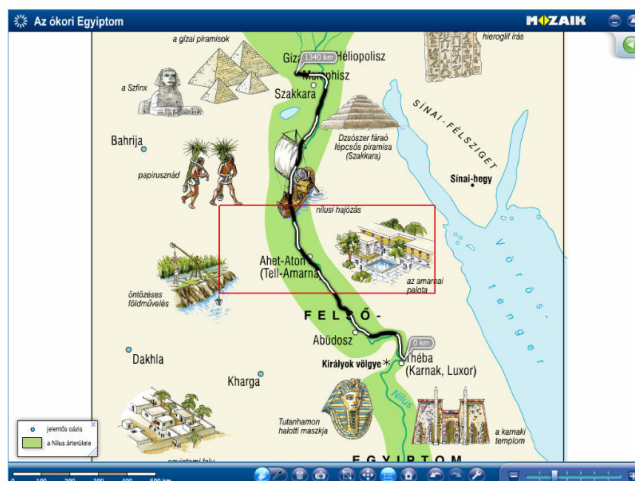 Az ókori Egyiptom
MOZAIK
a gízai piramisok
hieroglif írás
1340 km
Héliopolisz
Szakkara
a Szfinx
Dzsószer fáraó
lépcsős piramisa
(Szakkara)
SÍNAI-FÉLSZIGET
Bahrija
Sínai-hegy
papirusznád
nílusi hajózás
Vörös-
tenger
Ahet-Aton
(Tell-Amarna)
az amarnai
palota
öntözéses
földművelés
FELSŐ-
Abüdosz
0 km
Dakhla
Királyok völgye
Théba
(Karnak, Luxor)
Kharga
Nílus
Tutanhamon
halotti maszkja
a karnaki
templom
jelentős oázis
a Nílus árterülete
EGYIPTOM